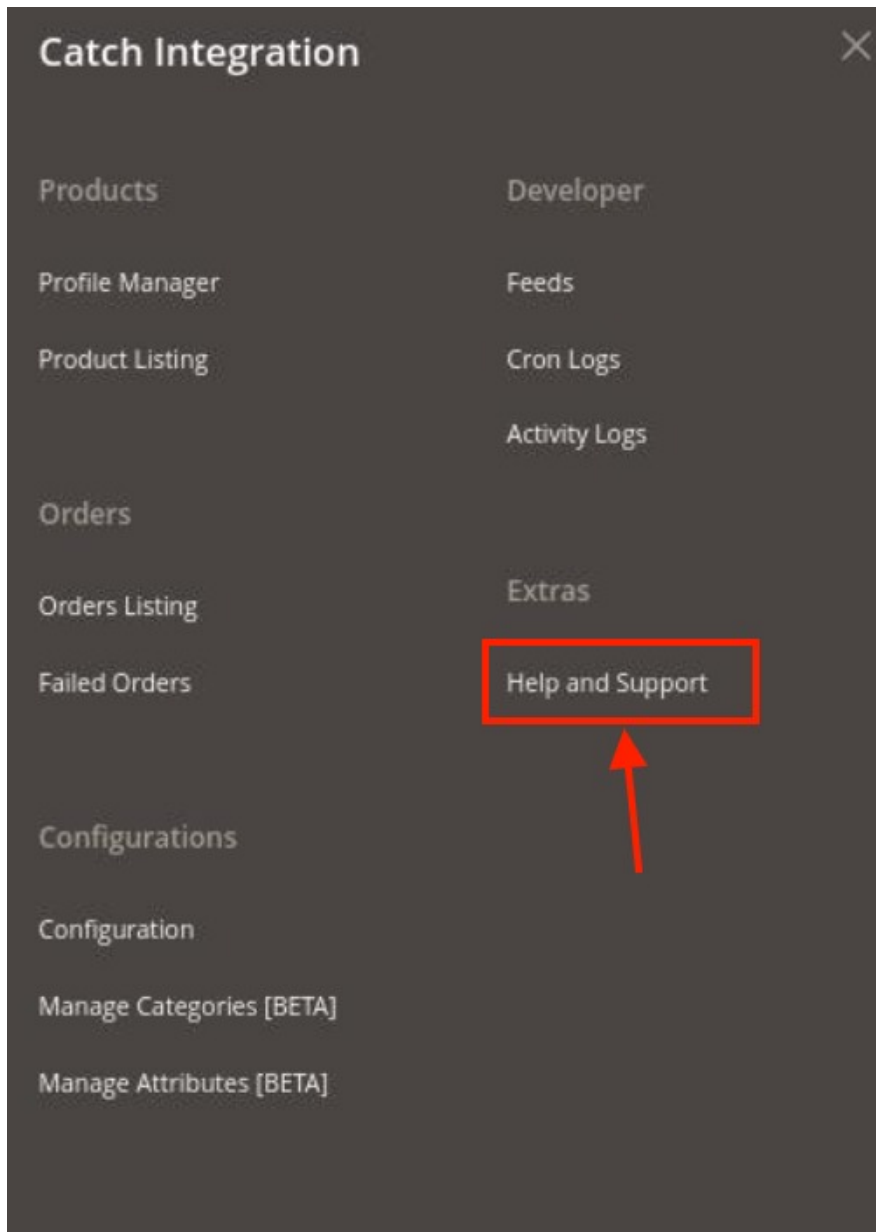 Catch Integration
Products
Profile Manager
Product Listing
Orders
Orders Listing
Failed Orders
Configurations
Configuration
Manage Categories [BETA]
Manage Attributes [BETA]
Developer
Feeds
Cron Logs
Activity Logs
Extras
Help and Support